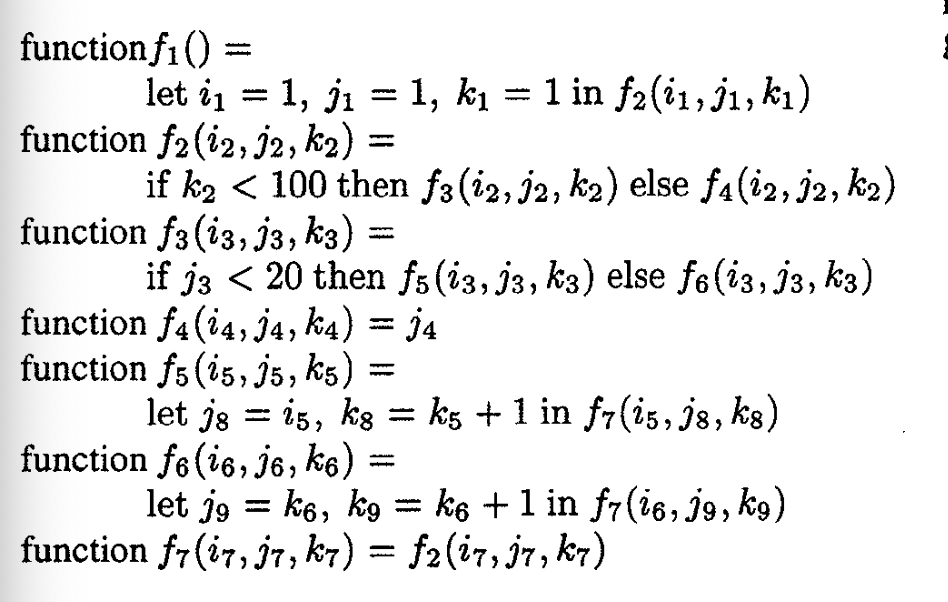 function f₁() =
let i₁ = 1, j₁ = 1, k₁ = 1 in f₂(i₁, j₁, k₁)
function f₂(i₂, j₂, k₂) =
if k₂ < 100 then f₃(i₂, j₂, k₂) else f₄(i₂, j₂, k₂)
function f₃(i₃, j₃, k₃) =
if j₃ < 20 then f₅(i₃, j₃, k₃) else f₆(i₃, j₃, k₃)
function f₄(i₄, j₄, k₄) = j₄
function f₅(i₅, j₅, k₅) =
let j₈ = i₅, k₈ = k₅ + 1 in f₇(i₅, j₈, k₈)
function f₆(i₆, j₆, k₆) =
let j₉ = k₆, k₉ = k₆ + 1 in f₇(i₆, j₉, k₉)
function f₇(i₇, j₇, k₇) = f₂(i₇, j₇, k₇)